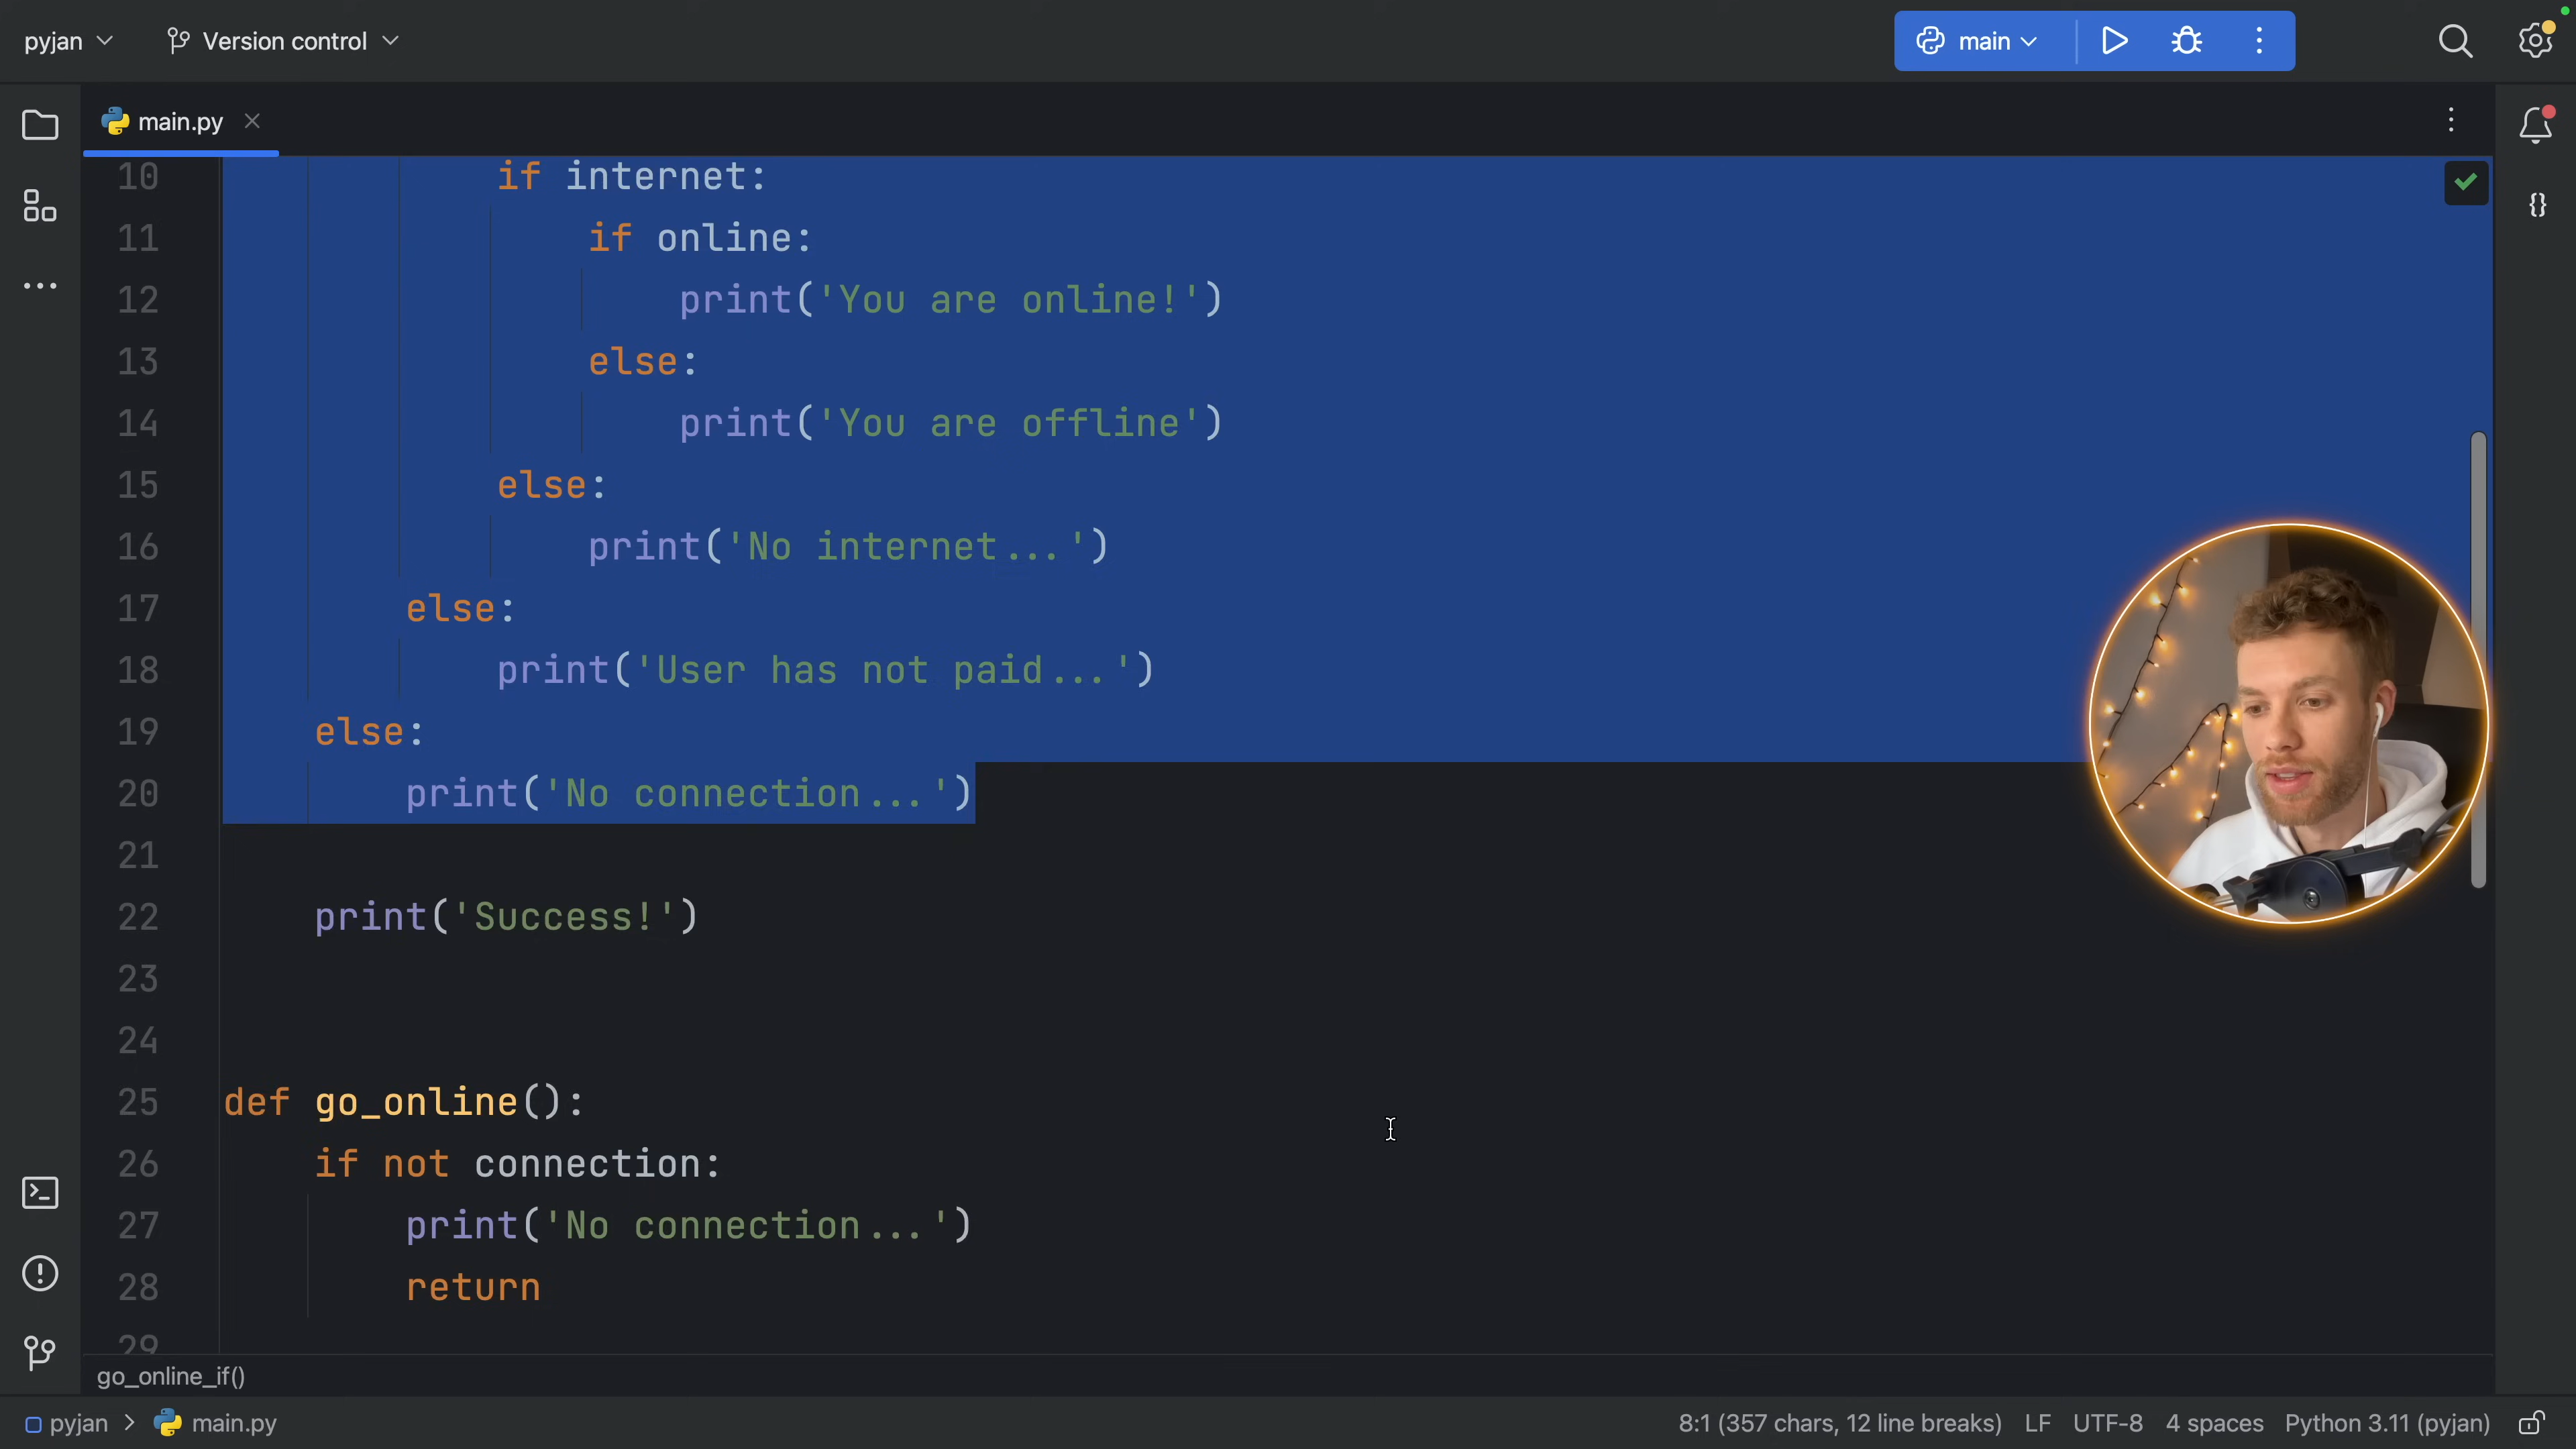 pyjan
Version control
main
main.py
10 if internet:
11 if online:
12 print('You are online!')
13 else:
14 print('You are offline')
15 else:
16 print('No internet...')
17 else:
18 print('User has not paid...')
19 else:
20 print('No connection...')
21
22 print('Success!')
23
24
25 def go_online():
26 if not connection:
27 print('No connection...')
28 return
29
go_online_if()
pyjan > main.py
8:1 (357 chars, 12 line breaks) LF UTF-8 4 spaces Python 3.11 (pyjan)